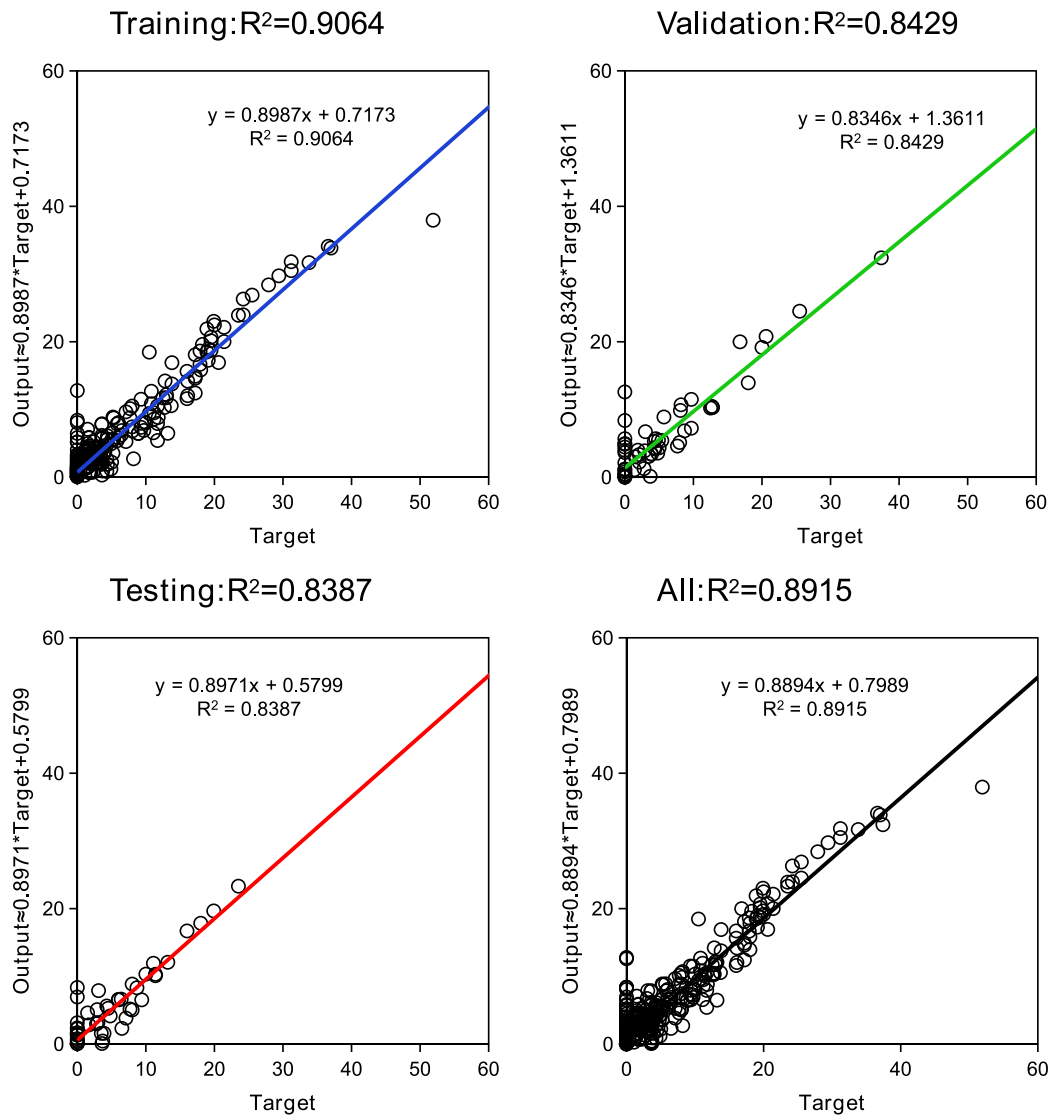 Training:R²=0.9064
60
40
20
0
Output≈0.8987*Target+0.7173
y = 0.8987x + 0.7173
R² = 0.9064
0 10 20 30 40 50 60
Target
Validation:R²=0.8429
60
40
20
0
Output≈0.8346*Target+1.3611
y = 0.8346x + 1.3611
R² = 0.8429
0 10 20 30 40 50 60
Target
Testing:R²=0.8387
60
40
20
0
Output≈0.8971*Target+0.5799
y = 0.8971x + 0.5799
R² = 0.8387
0 10 20 30 40 50 60
Target
All:R²=0.8915
60
40
20
0
Output≈0.8894*Target+0.7989
y = 0.8894x + 0.7989
R² = 0.8915
0 20 40 60
Target